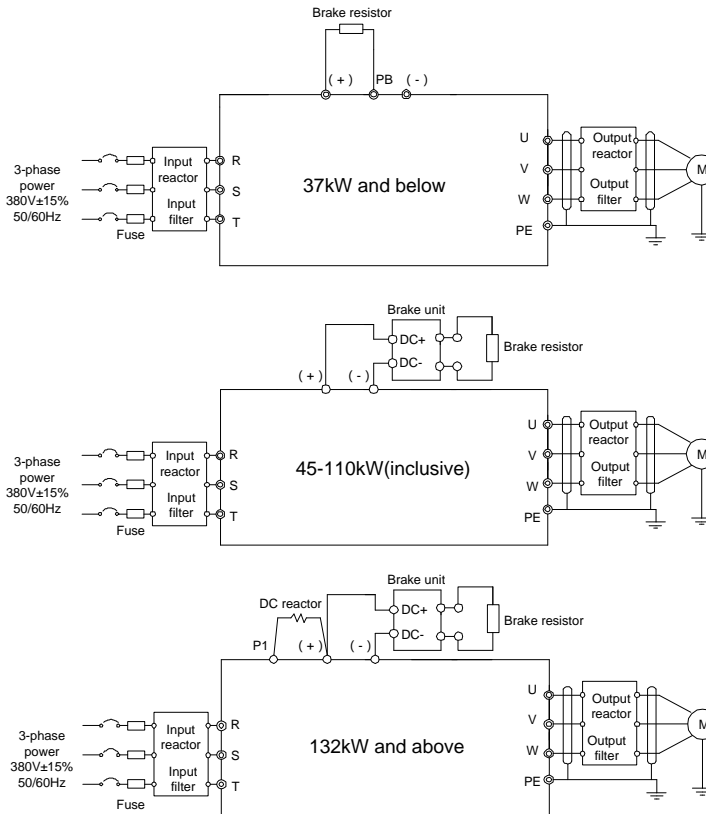 Brake resistor
( + )
PB
( - )
3-phase
power
380V±15%
50/60Hz
Fuse
Input
reactor
Input
filter
R
S
T
37kW and below
U
V
W
PE
Output
reactor
Output
filter
M
Brake unit
DC+
DC-
Brake resistor
( + )
( - )
3-phase
power
380V±15%
50/60Hz
Fuse
Input
reactor
Input
filter
R
S
T
45-110kW(inclusive)
U
V
W
PE
Output
reactor
Output
filter
M
Brake unit
DC reactor
DC+
DC-
Brake resistor
P1
( + )
( - )
3-phase
power
380V±15%
50/60Hz
Fuse
Input
reactor
Input
filter
R
S
T
132kW and above
U
V
W
PE
Output
reactor
Output
filter
M